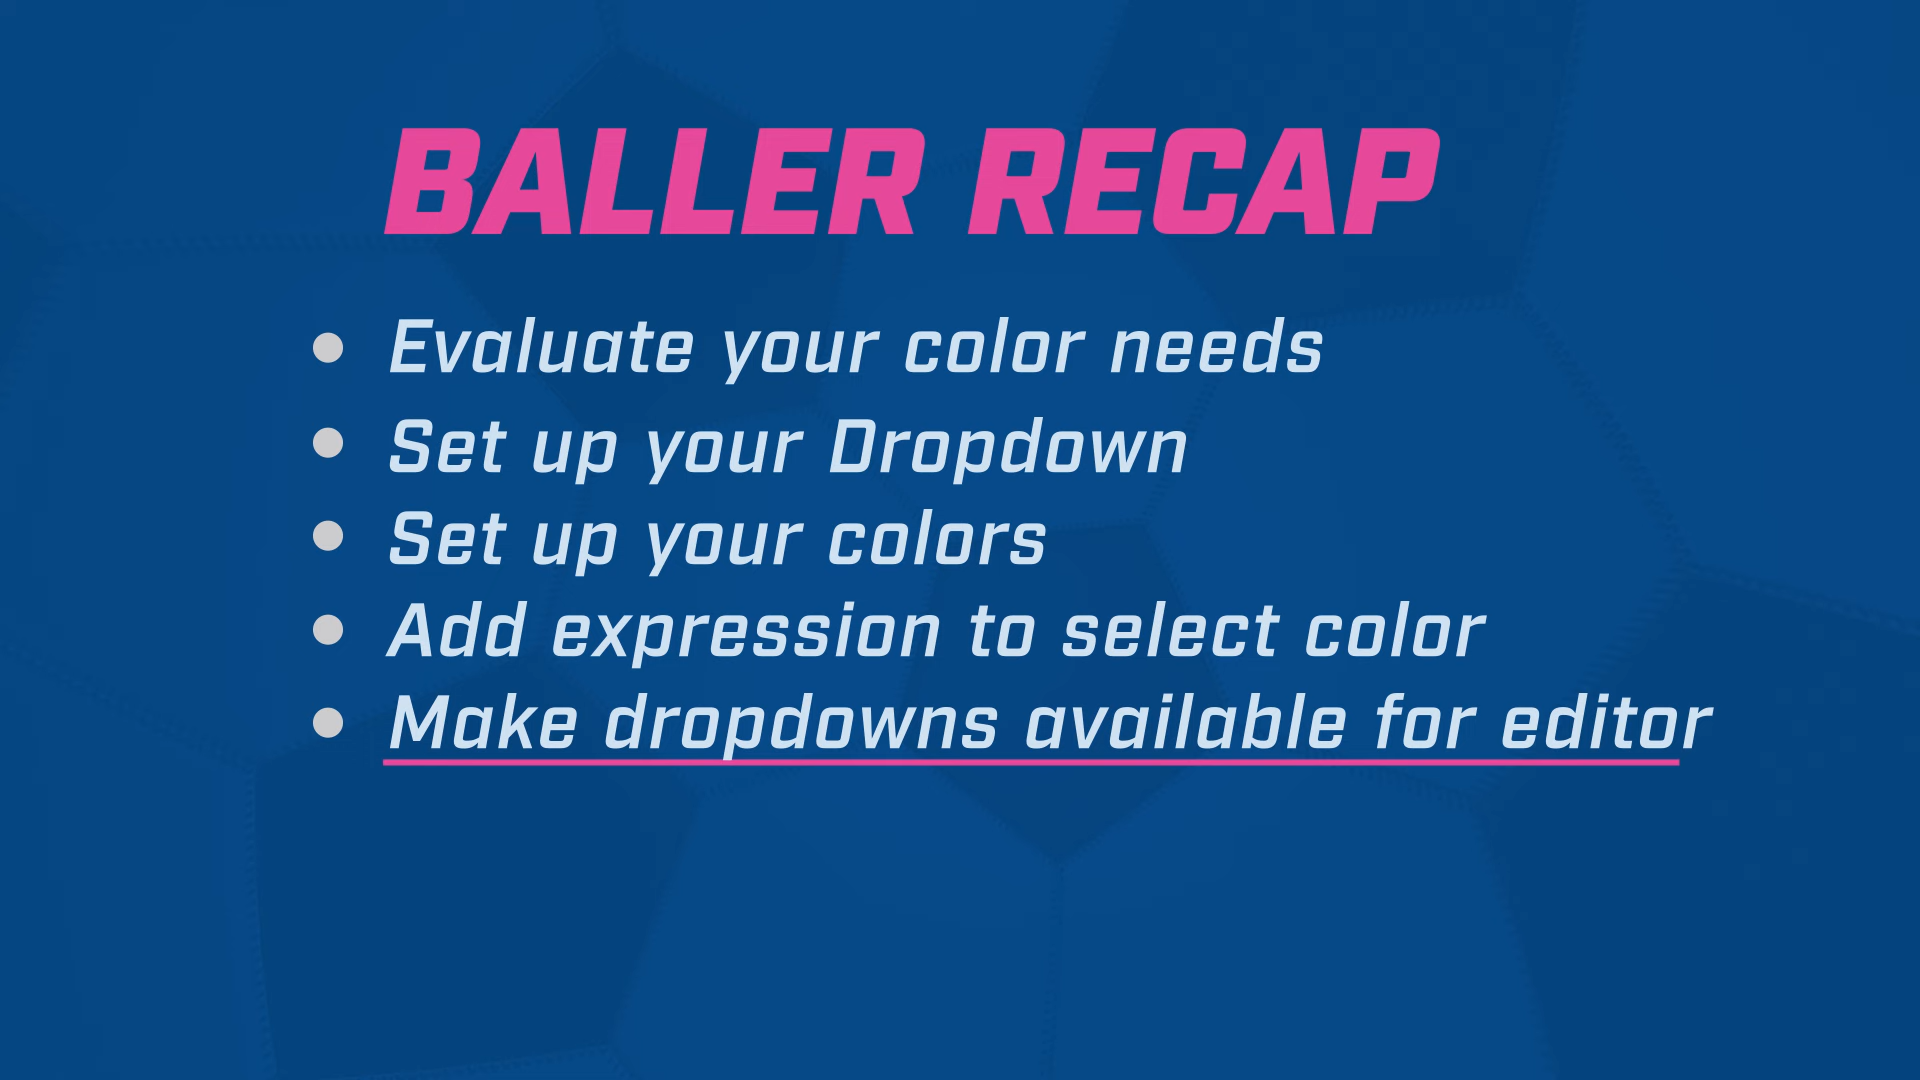 BALLER RECAP
Evaluate your color needs
Set up your Dropdown
Set up your colors
Add expression to select color
Make dropdowns available for editor